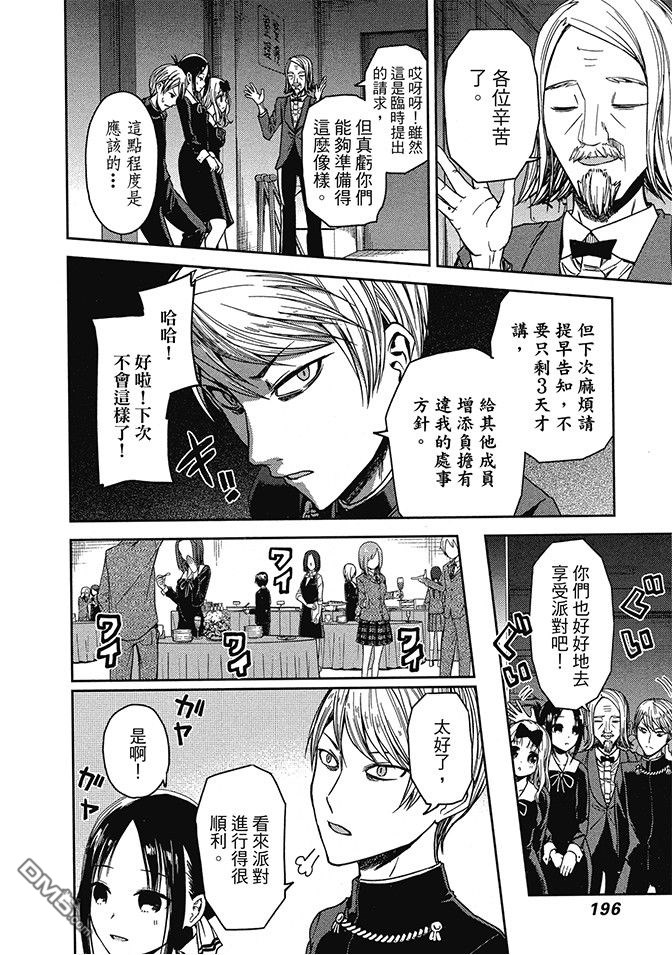 各位辛苦
了。
哎呀呀！雖然
這是臨時提出
的請求，
但真虧你們
能夠準備得
這麼像樣。
這點程度是
應該的…
但下次麻煩請
提早告知，不
要只剩3天才
講，
給其他成員
增添負擔有
違我的處事
方針。
哈哈！
好啦！下次
不會這樣了！
你們也好好地去
享受派對吧！
ぞろ
ぞろ
ワイ
ワイ
ワイ
ワイ
太好了，
看來派對
進行得很
順利。
是啊！
ガヤ
ガヤ
196